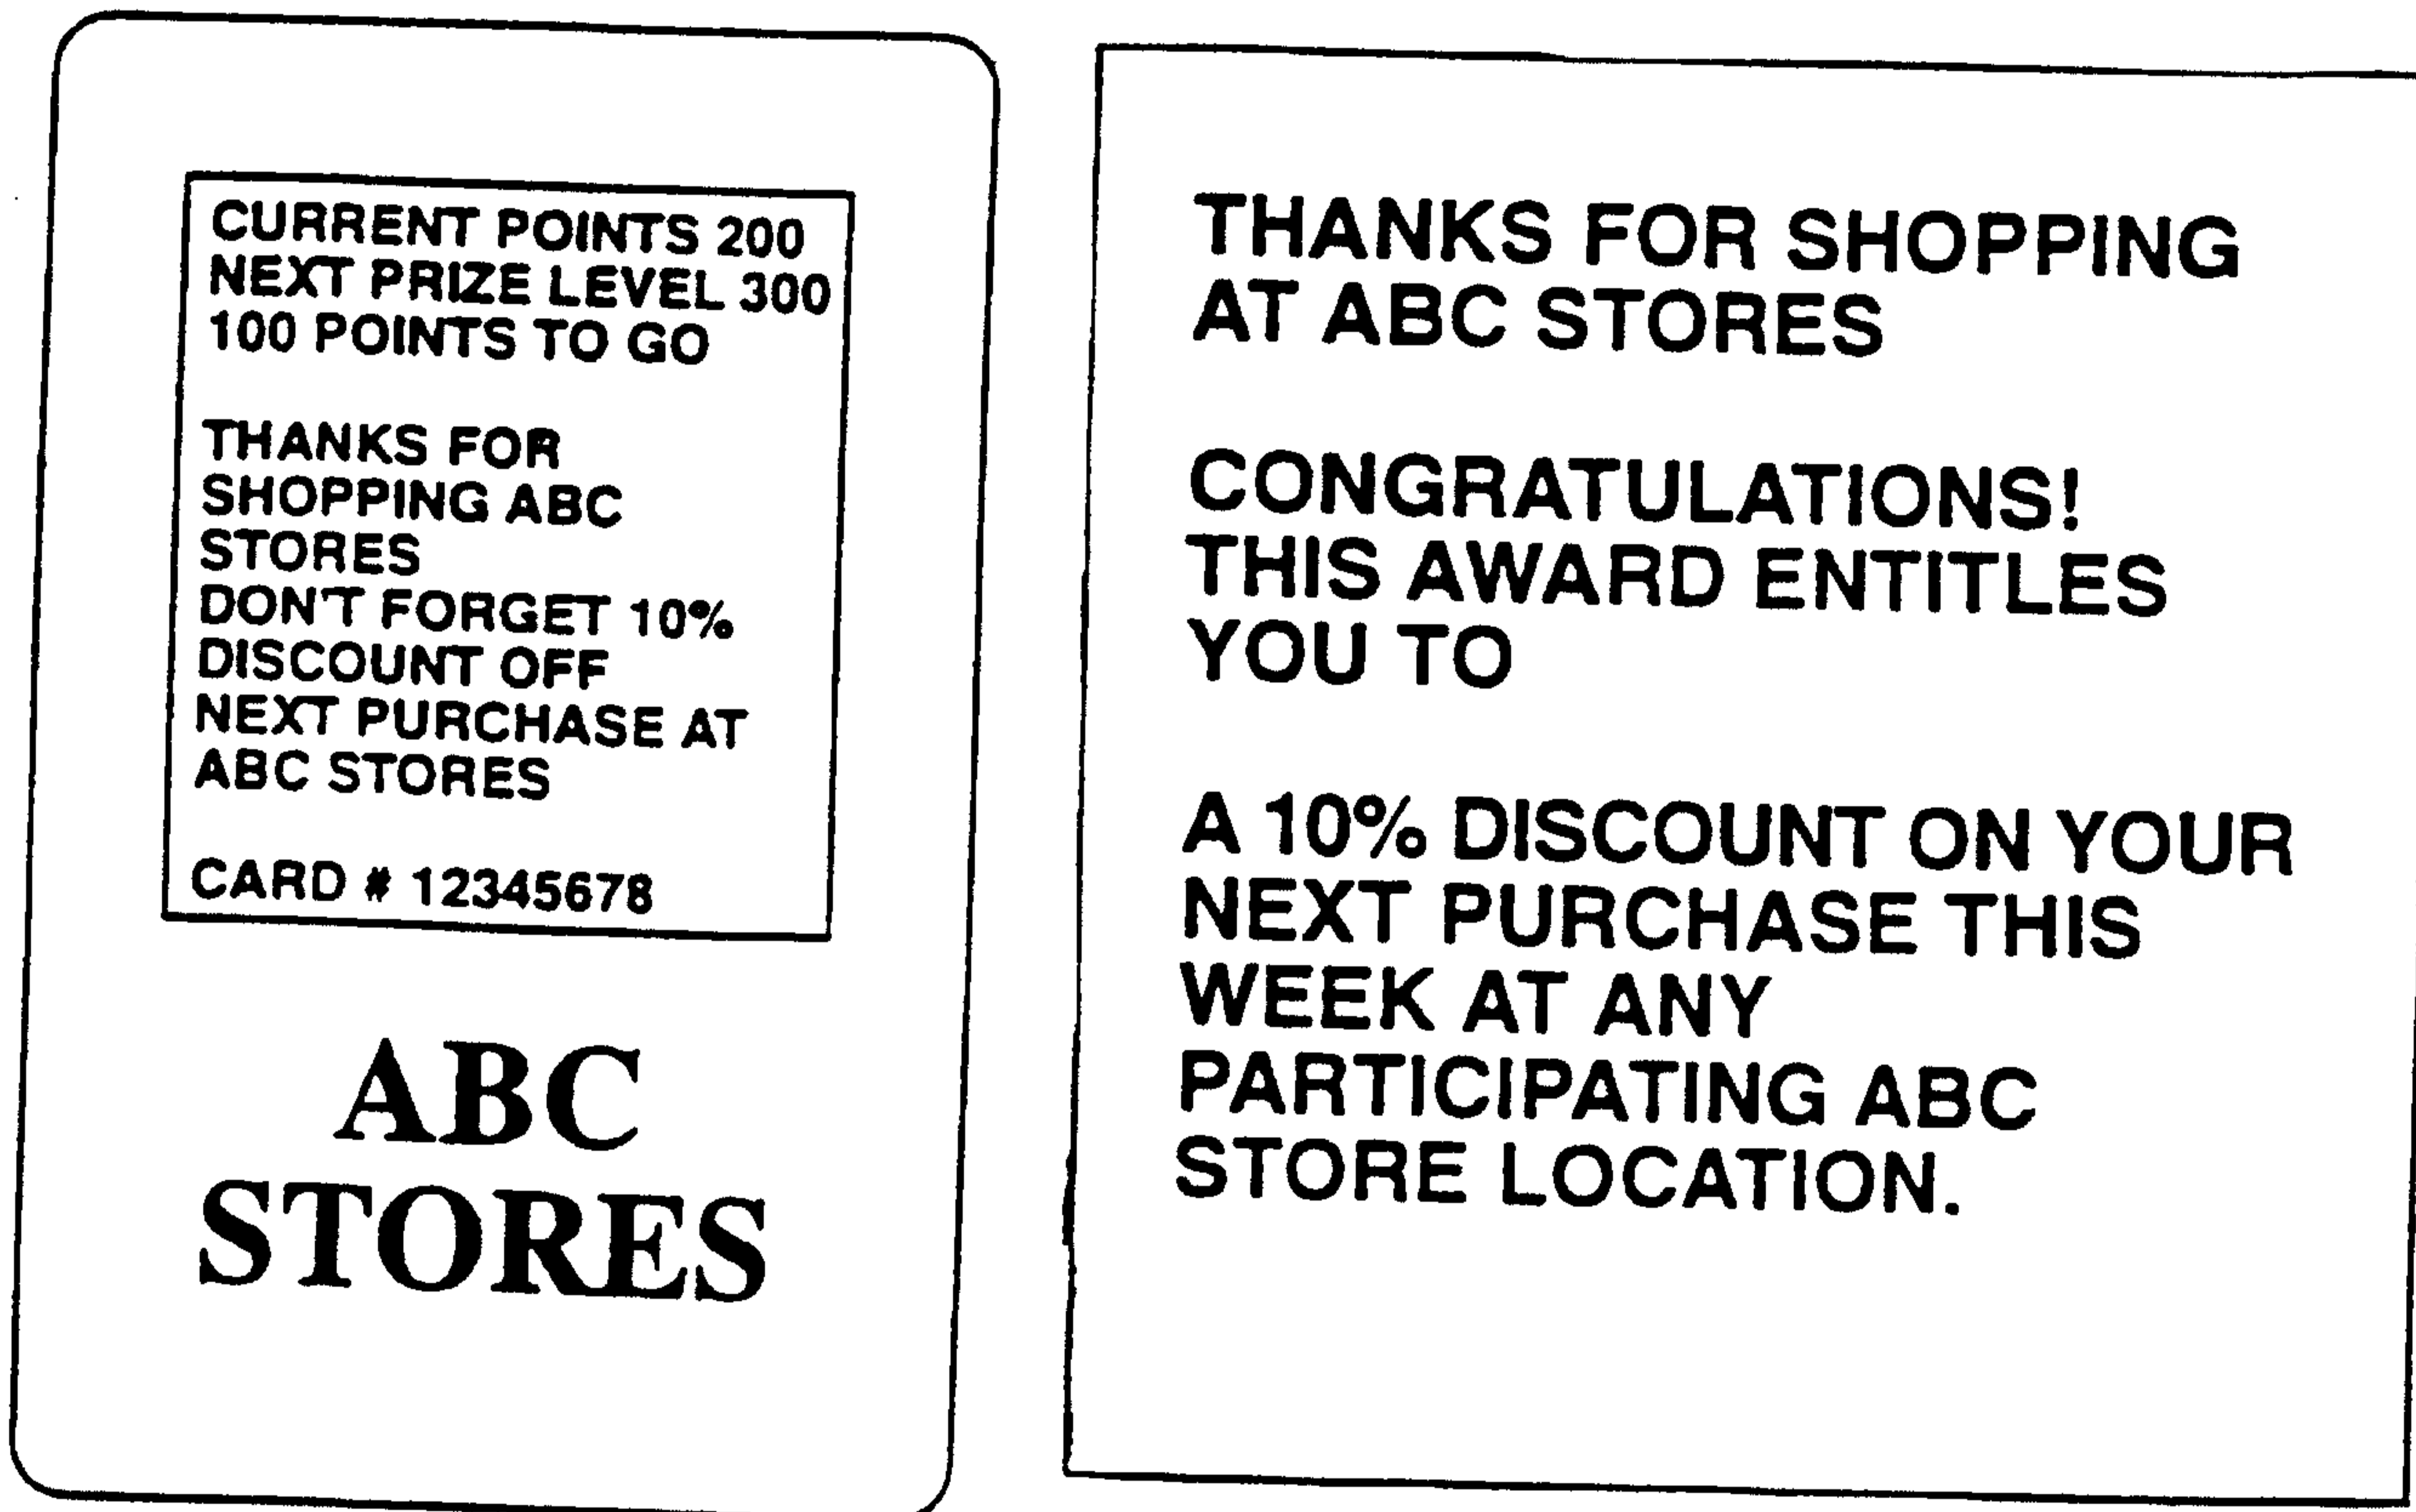 CURRENT POINTS 200
NEXT PRIZE LEVEL 300
100 POINTS TO GO
THANKS FOR
SHOPPING ABC
STORES
DON'T FORGET 10%
DISCOUNT OFF
NEXT PURCHASE AT
ABC STORES
CARD # 12345678
ABC
STORES
THANKS FOR SHOPPING
AT ABC STORES
CONGRATULATIONS!
THIS AWARD ENTITLES
YOU TO
A 10% DISCOUNT ON YOUR
NEXT PURCHASE THIS
WEEK AT ANY
PARTICIPATING ABC
STORE LOCATION.